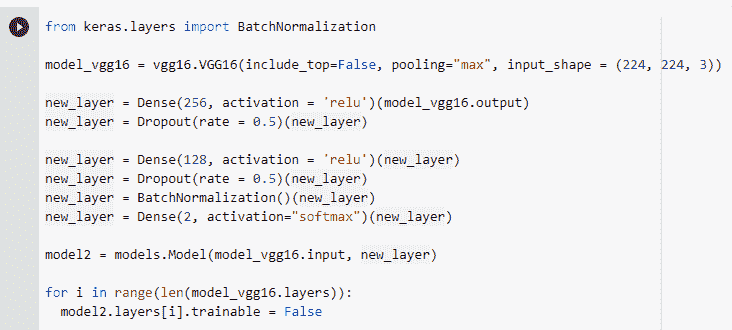 from keras.layers import BatchNormalization
model_vgg16 = vgg16.VGG16(include_top=False, pooling="max", input_shape = (224, 224, 3))
new_layer = Dense(256, activation = 'relu')(model_vgg16.output)
new_layer = Dropout(rate = 0.5)(new_layer)
new_layer = Dense(128, activation = 'relu')(new_layer)
new_layer = Dropout(rate = 0.5)(new_layer)
new_layer = BatchNormalization()(new_layer)
new_layer = Dense(2, activation="softmax")(new_layer)
model2 = models.Model(model_vgg16.input, new_layer)
for i in range(len(model_vgg16.layers)):
  model2.layers[i].trainable = False